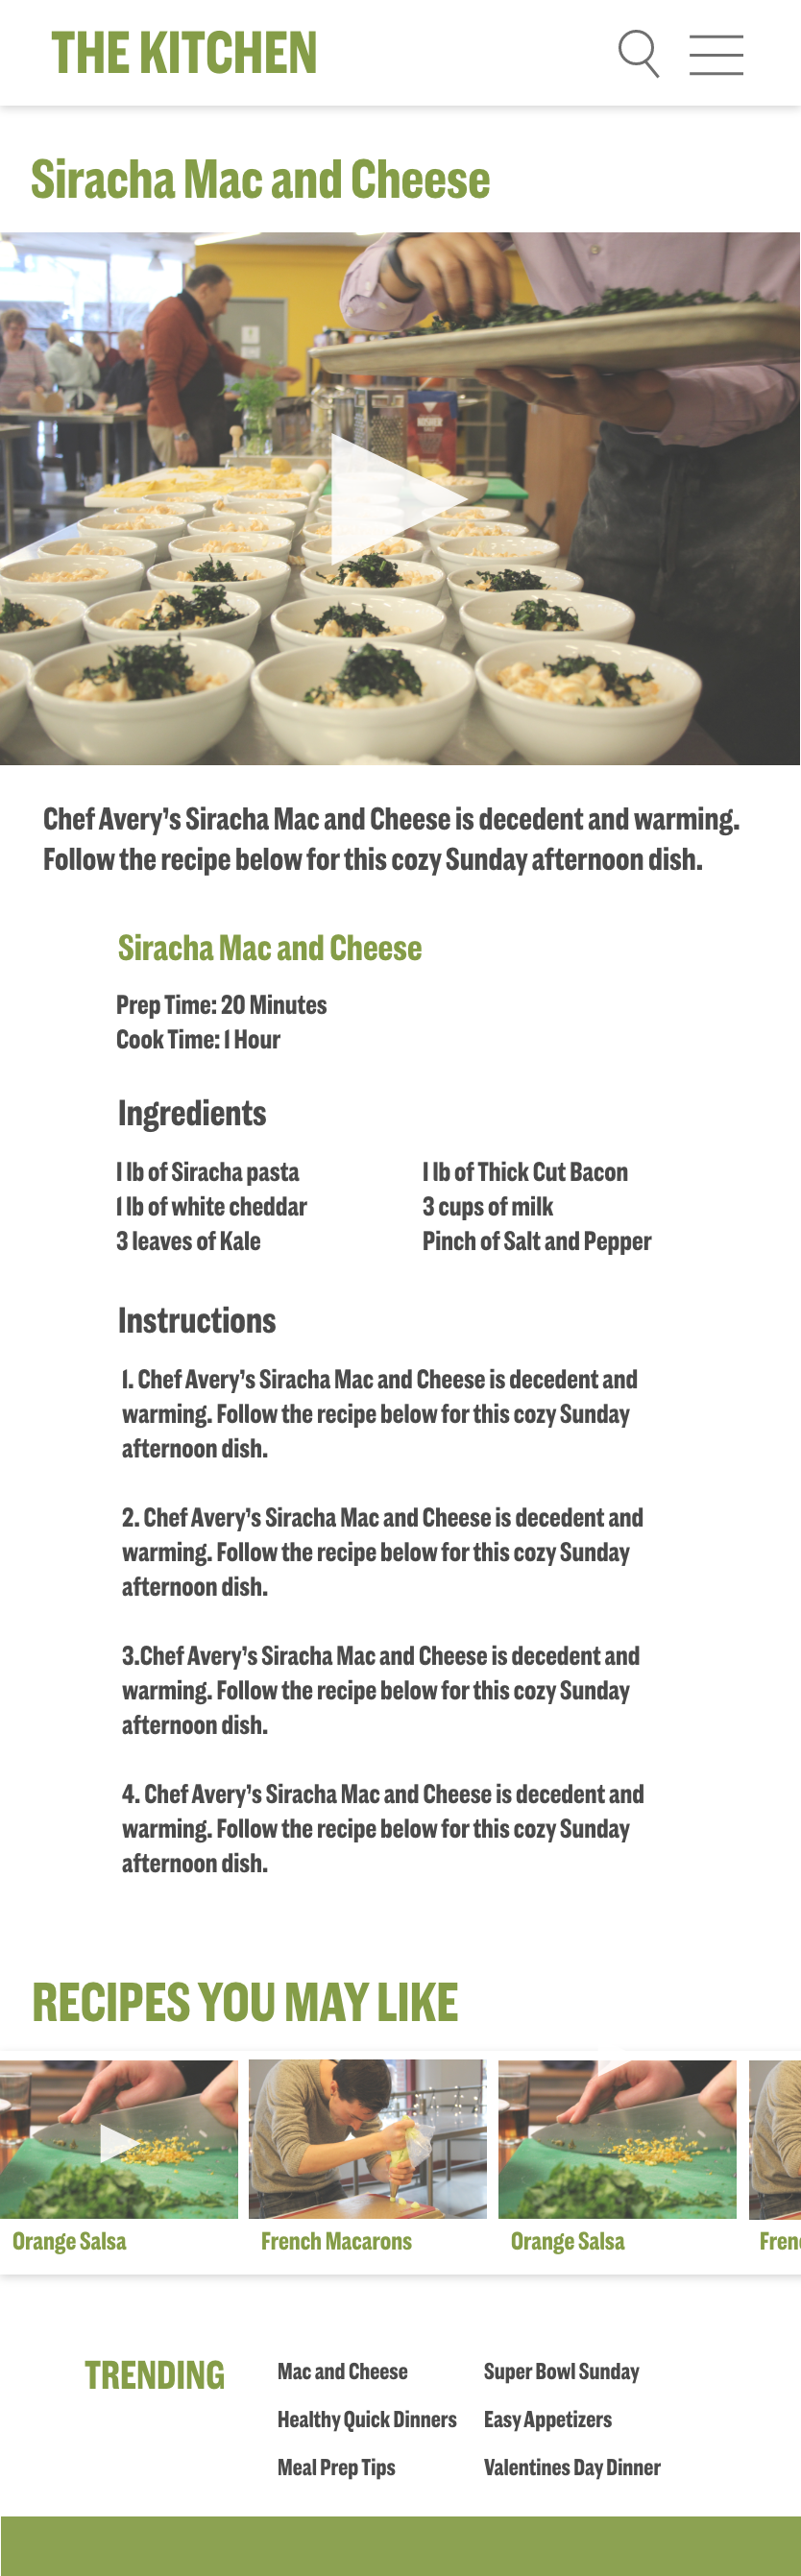 THE KITCHEN
Siracha Mac and Cheese
Chef Avery’s Siracha Mac and Cheese is decedent and warming.
Follow the recipe below for this cozy Sunday afternoon dish.
Siracha Mac and Cheese
Prep Time: 20 Minutes
Cook Time: 1 Hour
Ingredients
I lb of Siracha pasta
1 lb of white cheddar
3 leaves of Kale
I lb of Thick Cut Bacon
3 cups of milk
Pinch of Salt and Pepper
Instructions
1. Chef Avery’s Siracha Mac and Cheese is decedent and
warming. Follow the recipe below for this cozy Sunday
afternoon dish.
2. Chef Avery’s Siracha Mac and Cheese is decedent and
warming. Follow the recipe below for this cozy Sunday
afternoon dish.
3.Chef Avery’s Siracha Mac and Cheese is decedent and
warming. Follow the recipe below for this cozy Sunday
afternoon dish.
4. Chef Avery’s Siracha Mac and Cheese is decedent and
warming. Follow the recipe below for this cozy Sunday
afternoon dish.
RECIPES YOU MAY LIKE
Orange Salsa
French Macarons
Orange Salsa
Fren
TRENDING
Mac and Cheese
Healthy Quick Dinners
Meal Prep Tips
Super Bowl Sunday
Easy Appetizers
Valentines Day Dinner